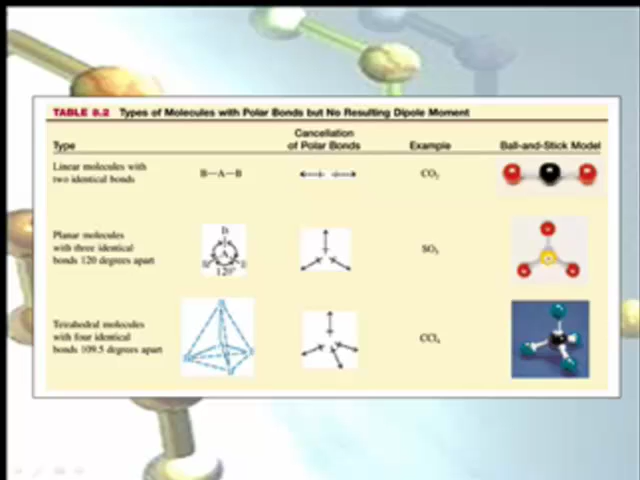 TABLE 8.2 Types of Molecules with Polar Bonds but No Resulting Dipole Moment
Type
Cancellation
of Polar Bonds
Example
Ball-and-Stick Model
Linear molecules with
two identical bonds
B—A—B
CO₂
Planar molecules
with three identical
bonds 120 degrees apart
B
A
B
B
120°
SO₃
Tetrahedral molecules
with four identical
bonds 109.5 degrees apart
CCl₄